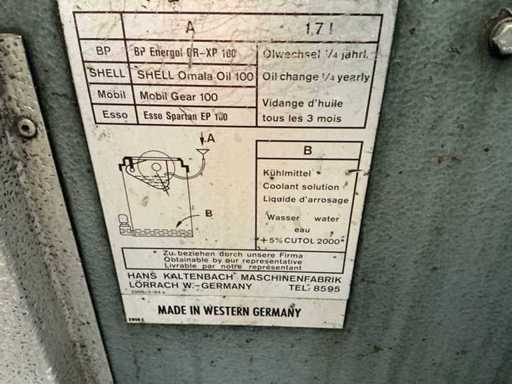 A 1,7 l
BP BP Energol GR-XP 100 Ölwechsel ¼ jährl.
SHELL SHELL Omala Oil 100 Oil change ¼ yearly
Mobil Mobil Gear 100 Vidange d'huile
Esso Esso Spartan EP 100 tous les 3 mois
A
B
B
Kühlmittel
Coolant solution
Liquide d'arrosage
Wasser water
eau
+5% CUTOL 2000
Zu beziehen durch unsere Firma
Obtainable by our representative
Livrable par notre représentant
HANS KALTENBACH MASCHINENFABRIK
LÖRRACH W.-GERMANY TEL. 8595
MADE IN WESTERN GERMANY